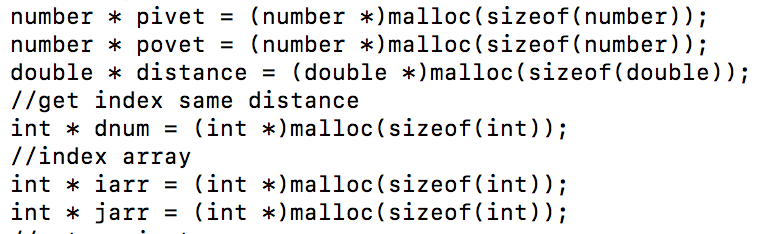 number * pivet = (number *)malloc(sizeof(number));
number * povet = (number *)malloc(sizeof(number));
double * distance = (double *)malloc(sizeof(double));
//get index same distance
int * dnum = (int *)malloc(sizeof(int));
//index array
int * iarr = (int *)malloc(sizeof(int));
int * jarr = (int *)malloc(sizeof(int));